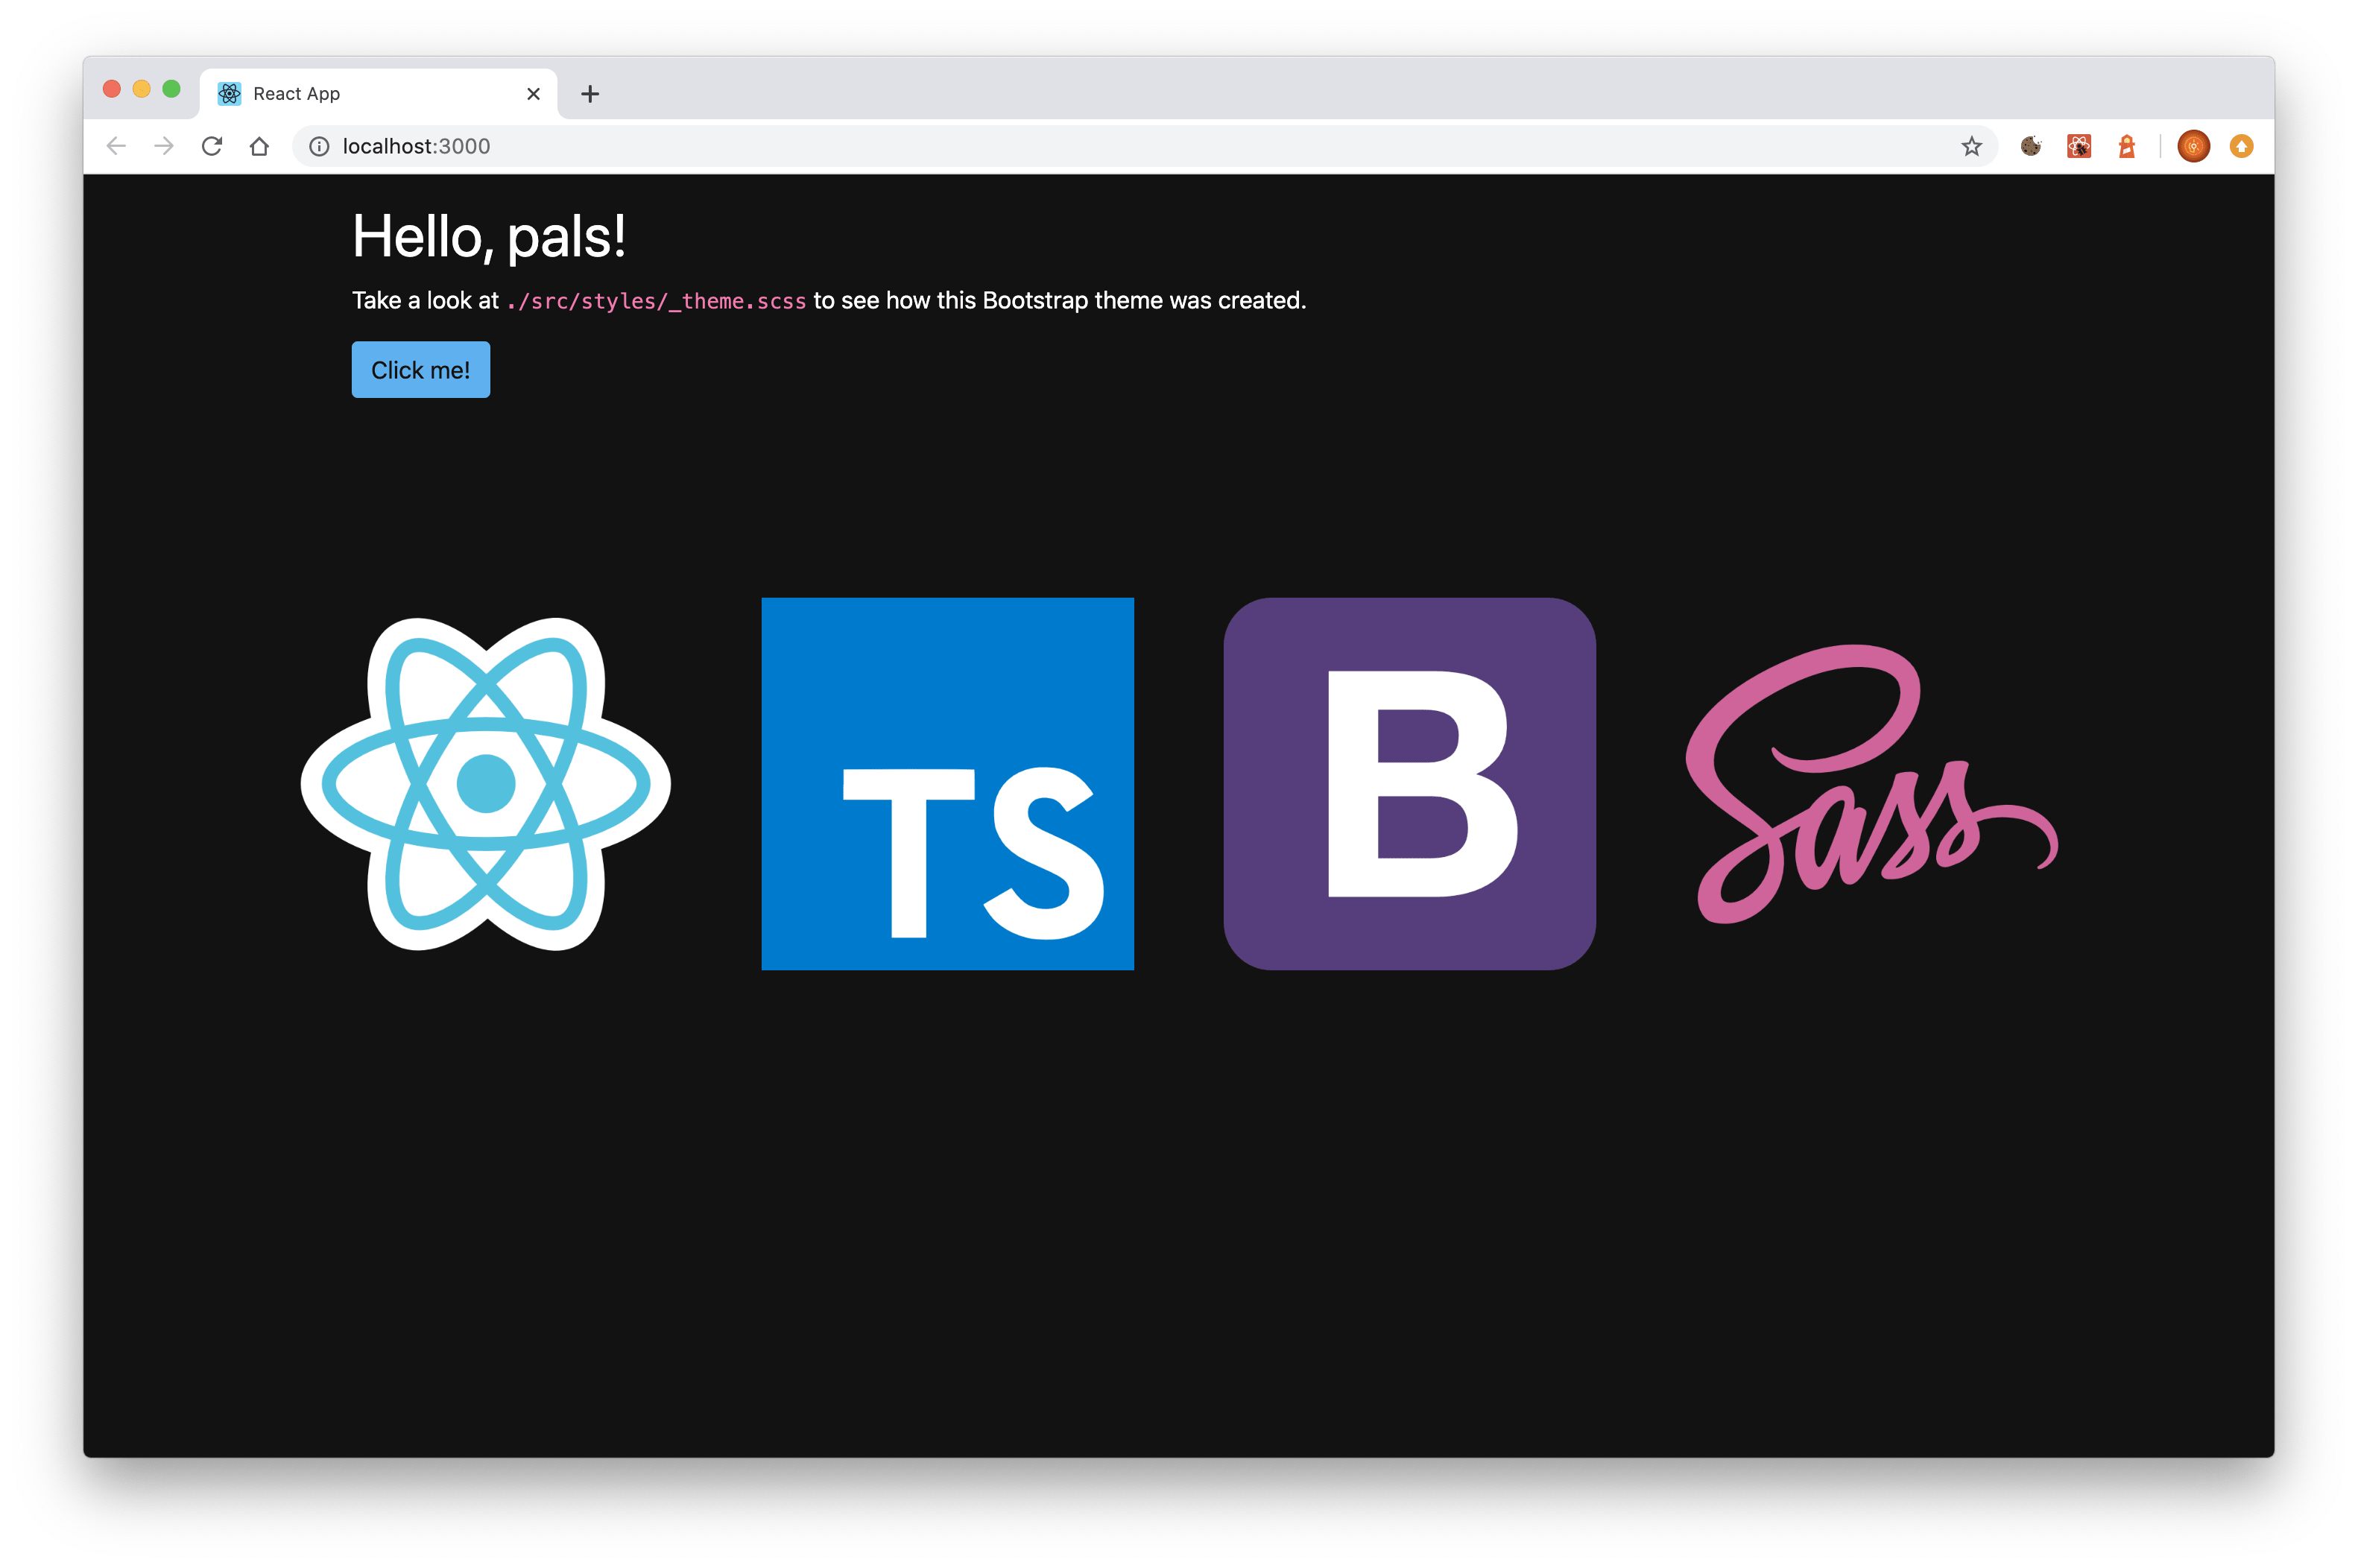 React App
localhost:3000
Hello, pals!
Take a look at ./src/styles/_theme.scss to see how this Bootstrap theme was created.
Click me!
TS
B
Sass